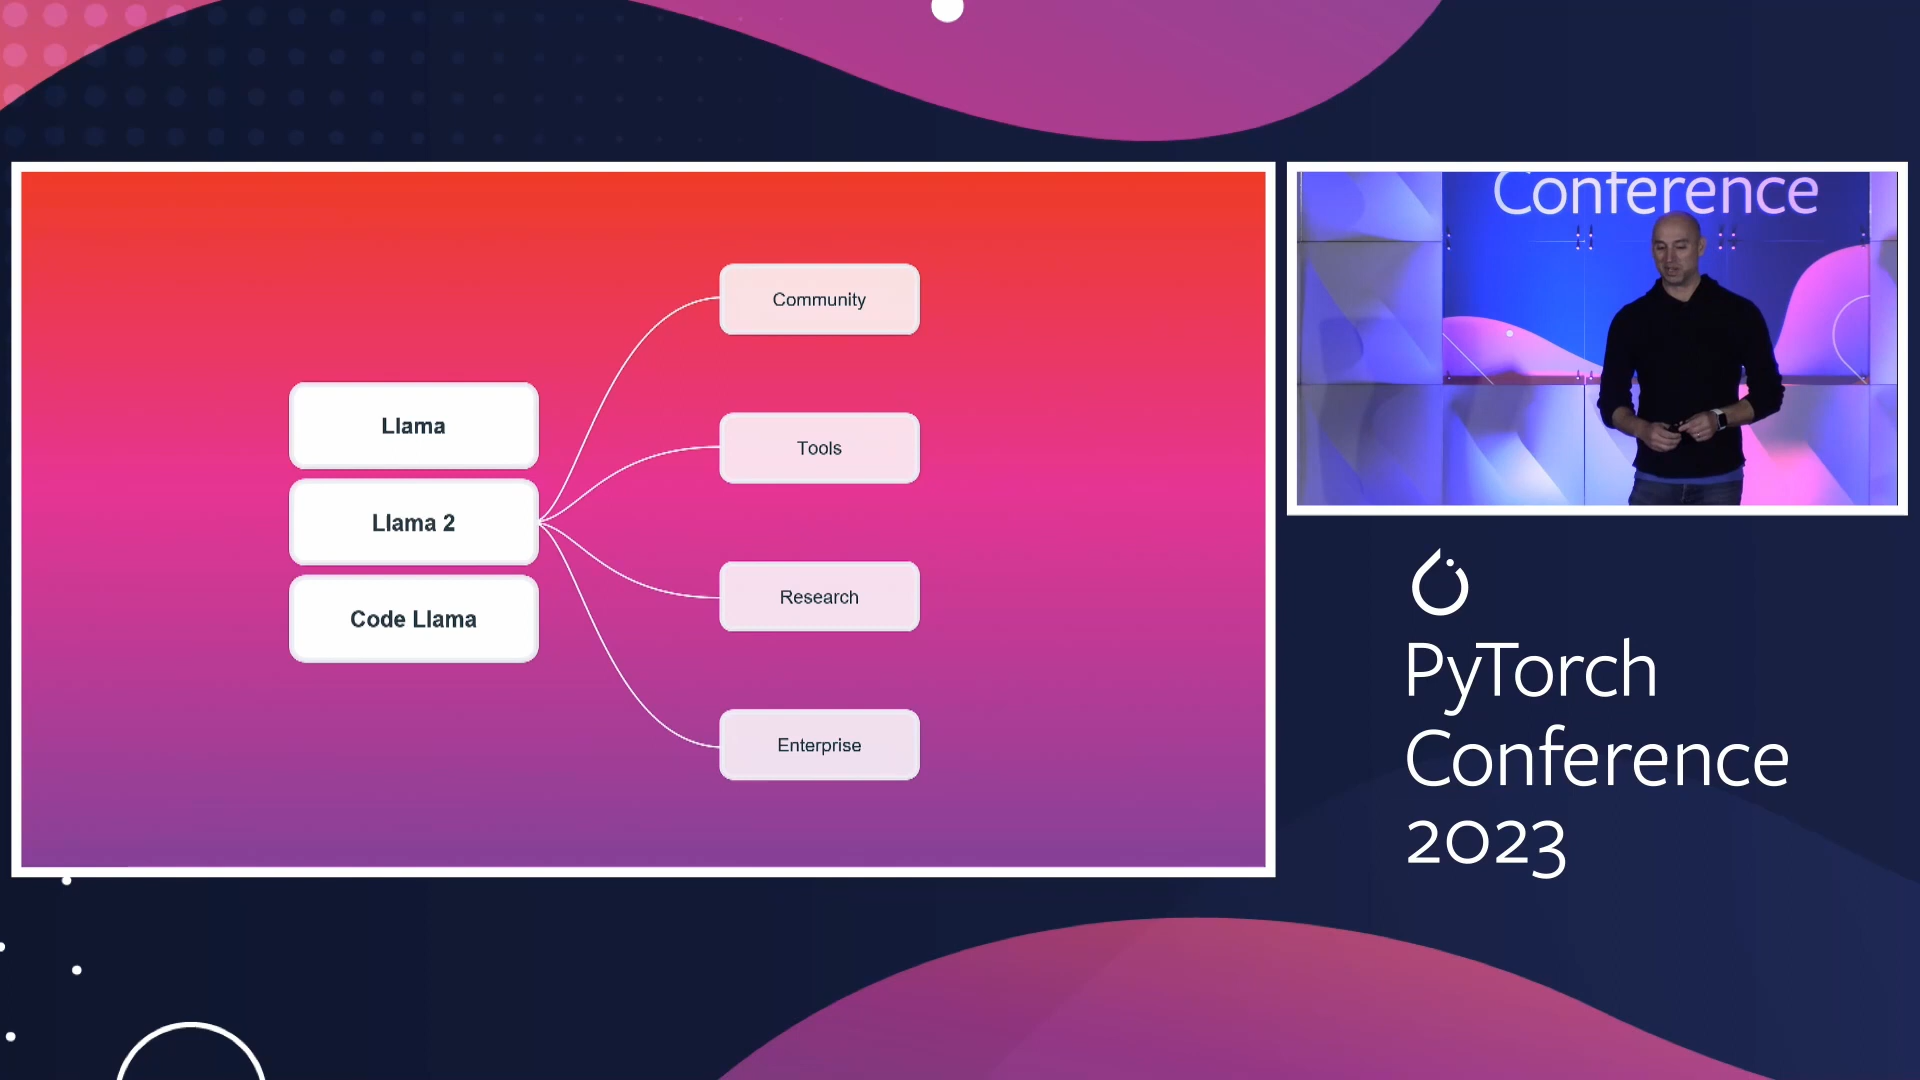 Llama
Llama 2
Code Llama
Community
Tools
Research
Enterprise
Conference
PyTorch
Conference
2023